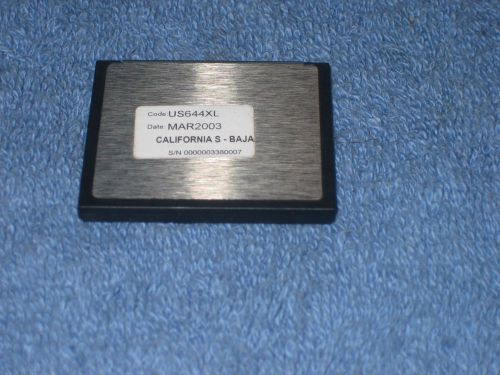 Code: US644XL
Date: MAR2003
CALIFORNIA S - BAJA
S/N 0000003380007